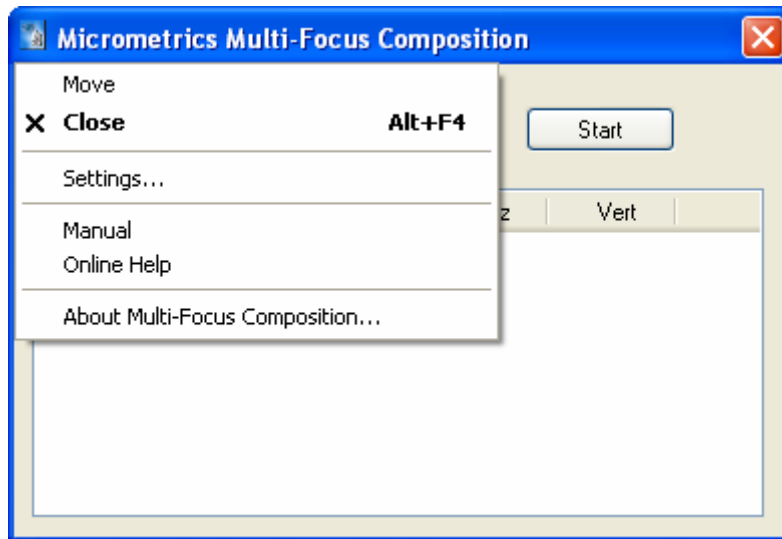 Micrometrics Multi-Focus Composition
Move
Close Alt+F4
Start
Settings...
z Vert
Manual
Online Help
About Multi-Focus Composition...